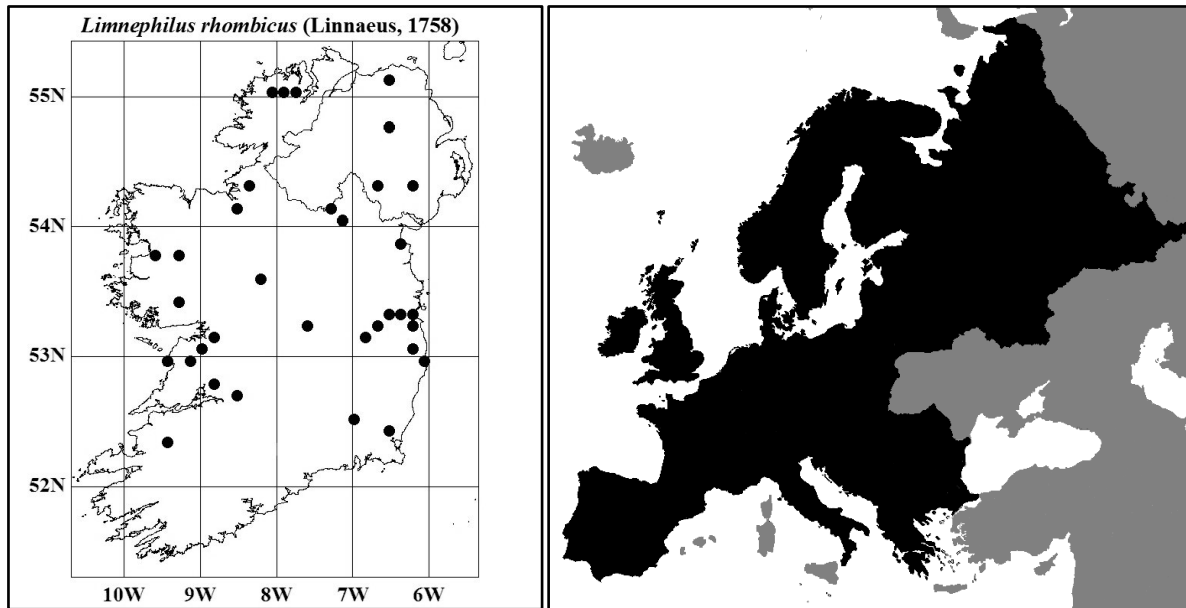 Limnephilus rhombicus (Linnaeus, 1758)
55N
54N
53N
52N
10W 9W 8W 7W 6W